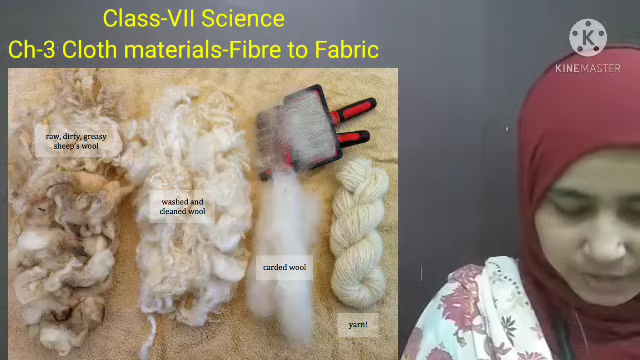 Class-VII Science
Ch-3 Cloth materials-Fibre to Fabric
K
KINEMASTER
raw, dirty, greasy
sheep's wool
washed and
cleaned wool
carded wool
yarn!